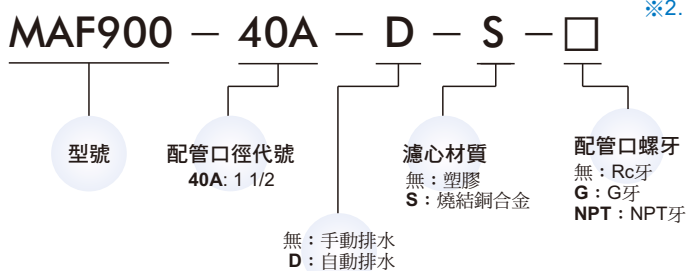 ※2.
MAF900 － 40A － D － S － □
型號
配管口徑代號
40A: 1 1/2
無：手動排水
D：自動排水
濾心材質
無：塑膠
S：燒結銅合金
配管口螺牙
無：Rc牙
G：G牙
NPT：NPT牙